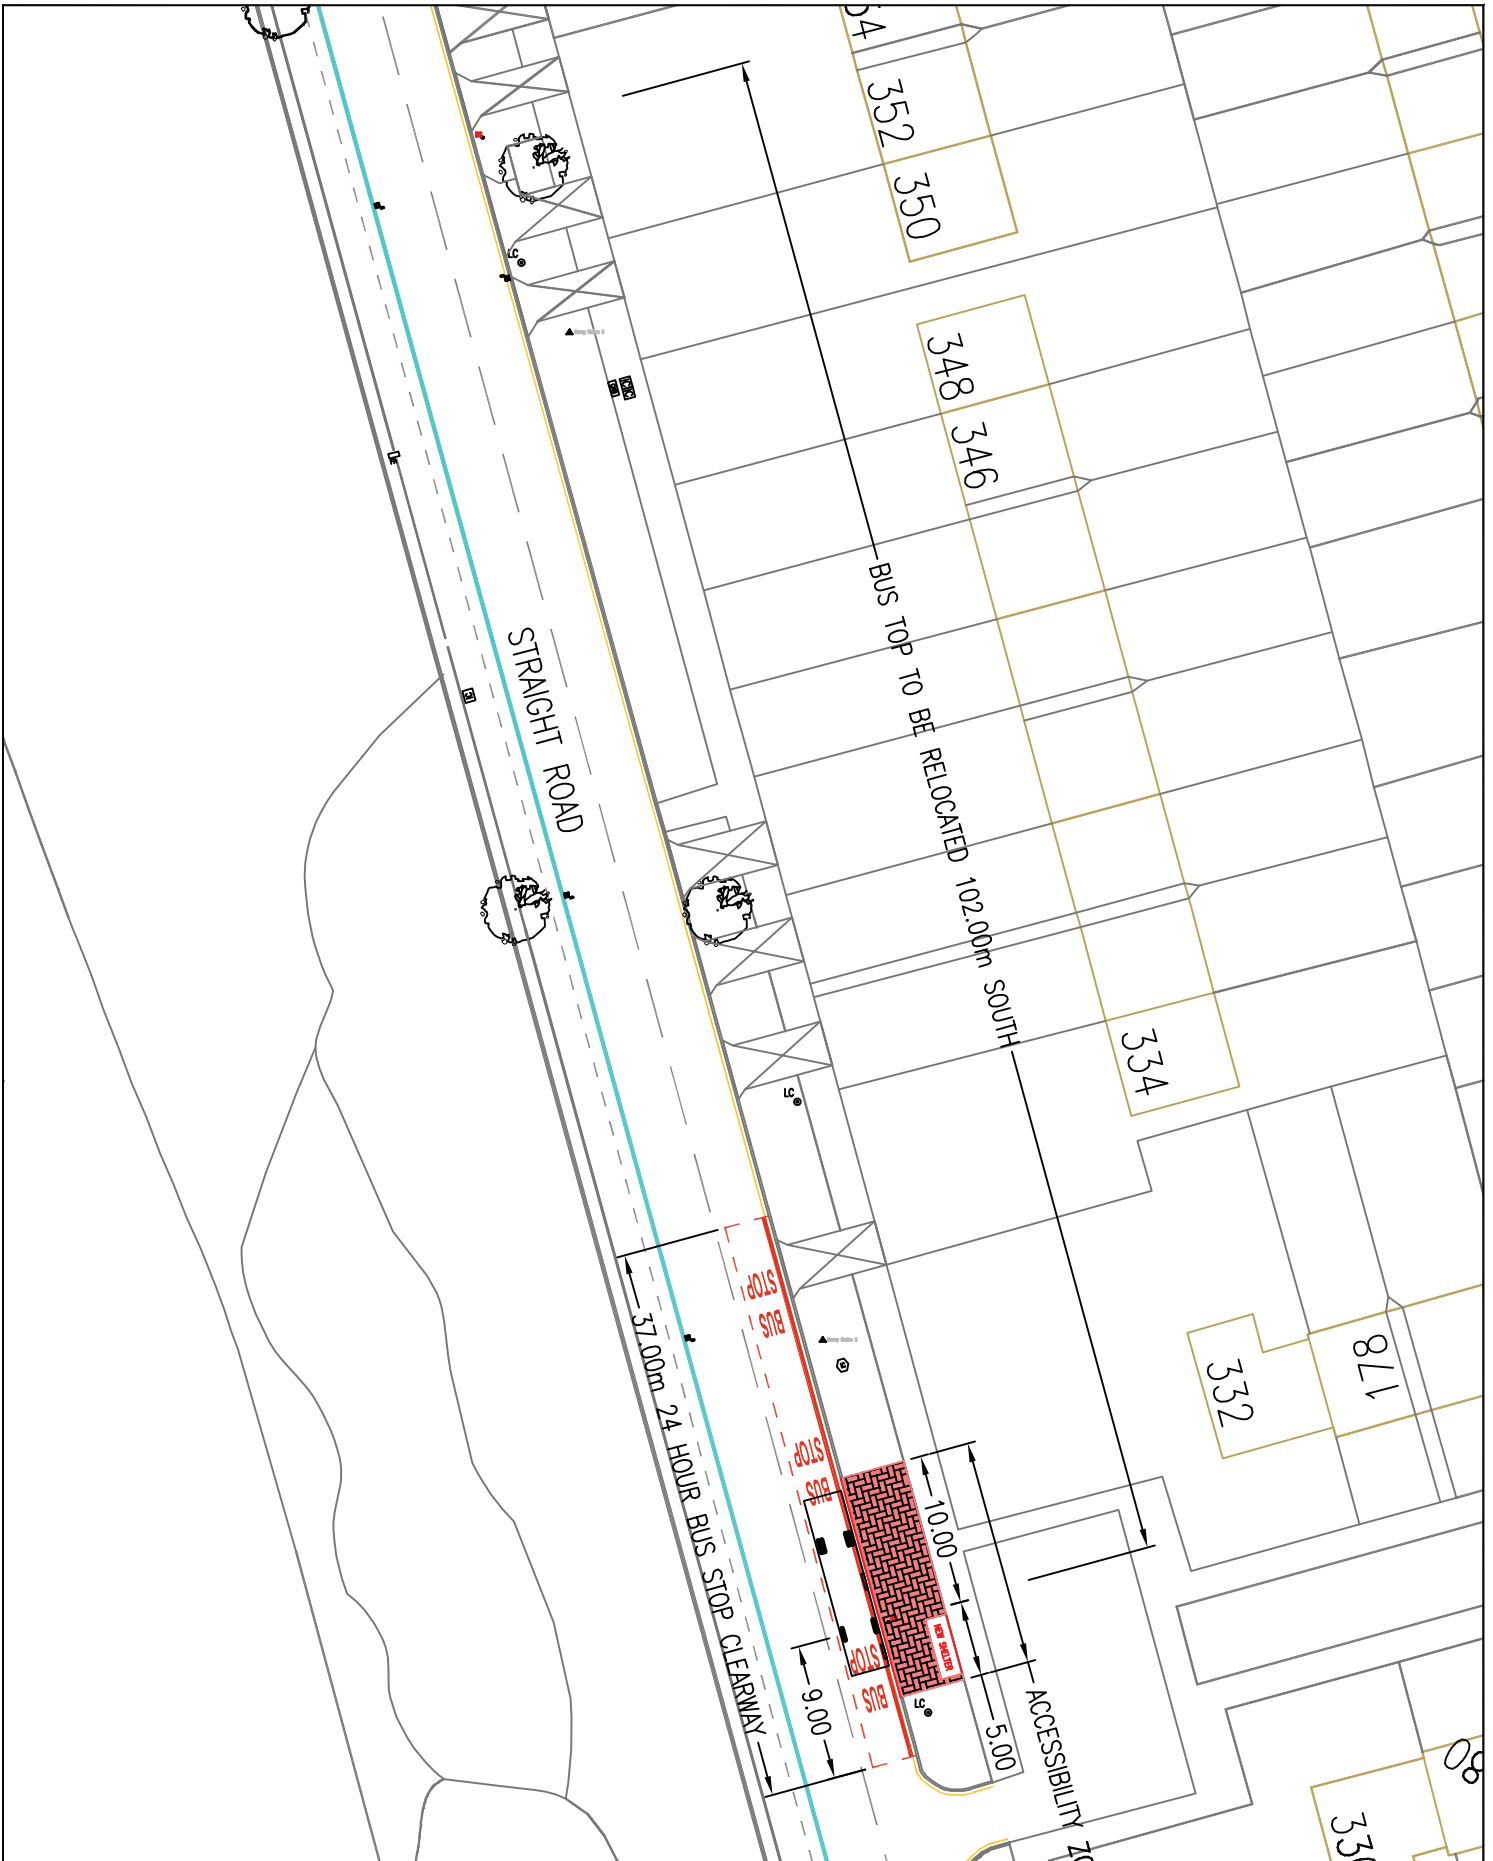 352
350
LC
348
346
BUS TOP TO BE RELOCATED 102.00m SOUTH
STRAIGHT ROAD
334
LC
STOP
BUS
37.00m 24 HOUR BUS STOP CLEARWAY
332
178
STOP
BUS
10.00
NEW SHELTER
STOP
BUS
9.00
LC
5.00
ACCESSIBILITY